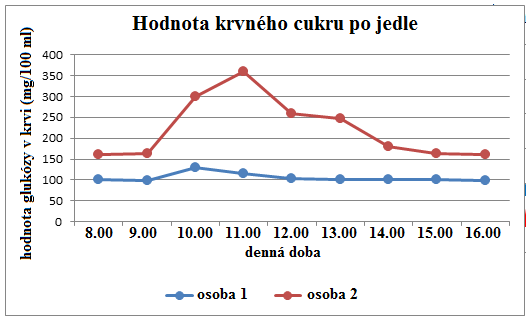 Hodnota krvného cukru po jedle
hodnota glukózy v krvi (mg/100 ml)
400
350
300
250
200
150
100
50
0
8.00 9.00 10.00 11.00 12.00 13.00 14.00 15.00 16.00
denná doba
osoba 1 osoba 2